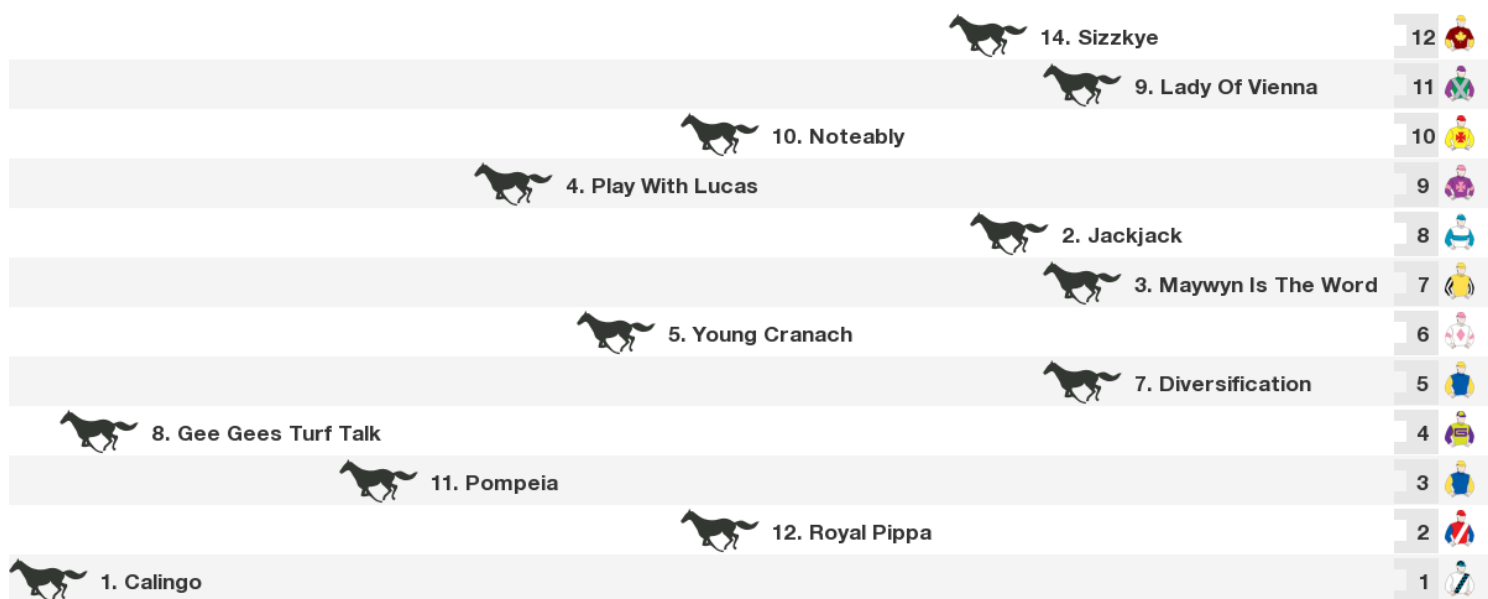 14. Sizzkye 12
9. Lady Of Vienna 11
10. Noteably 10
4. Play With Lucas 9
2. Jackjack 8
3. Maywyn Is The Word 7
5. Young Cranach 6
7. Diversification 5
8. Gee Gees Turf Talk 4
11. Pompeia 3
12. Royal Pippa 2
1. Calingo 1